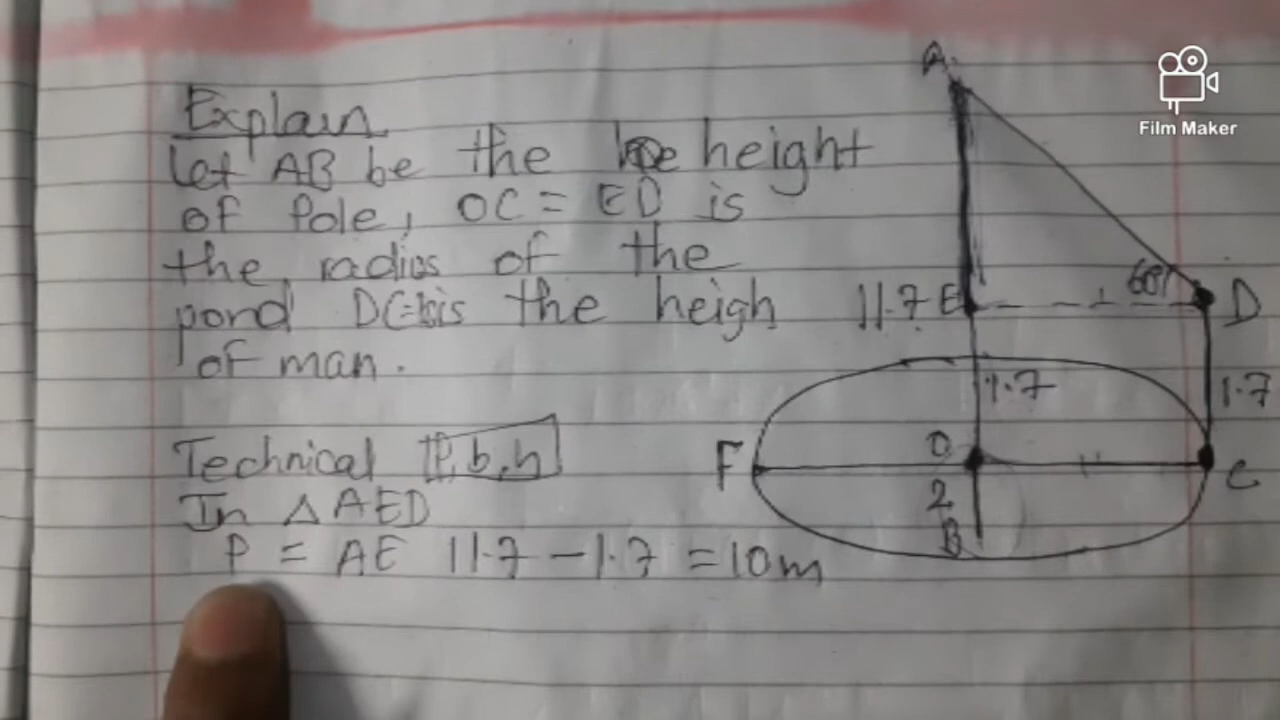 Explain
Let AB be the height
of Pole, OC = ED is
the radius of the
pond DC is the heigh
of man.
Technical P, b, h
In △ AED
P = AE 11.7 - 1.7 = 10m
A
60°
11.7 E
D
1.7
1.7
F
O
C
2
B
Film Maker